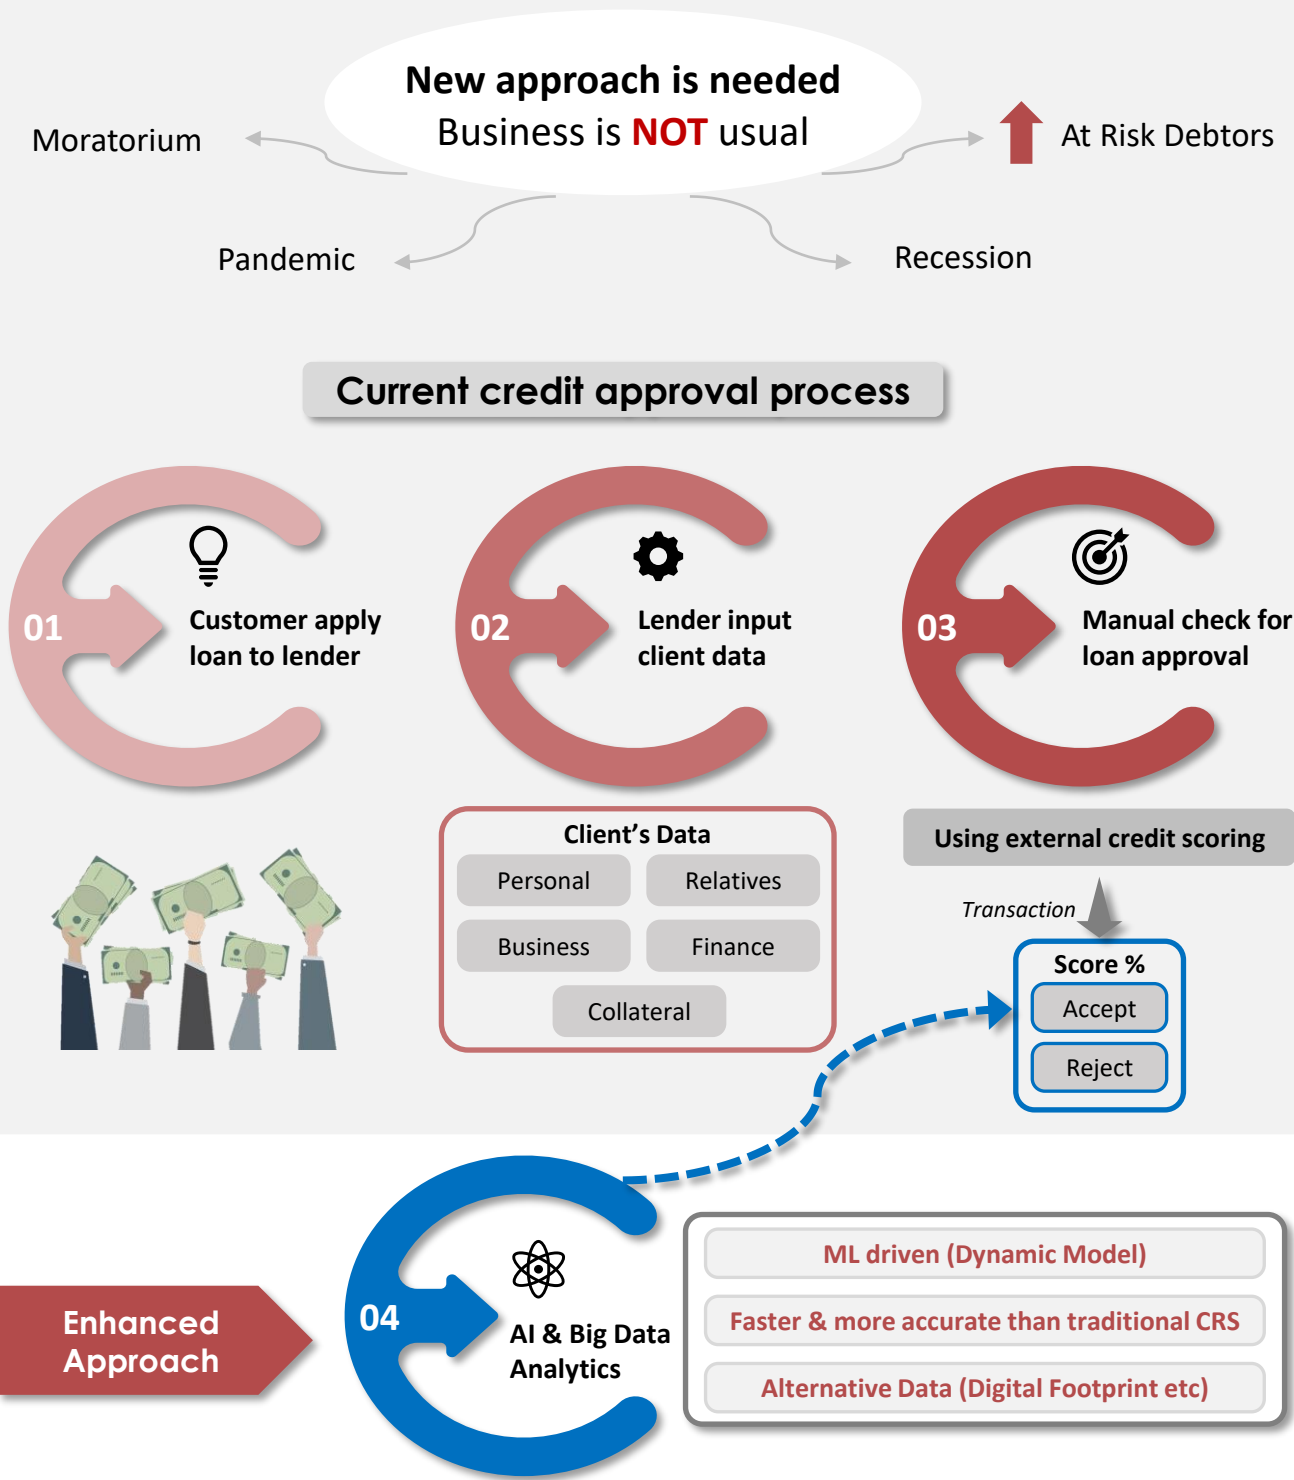 New approach is needed
Business is NOT usual
Moratorium
At Risk Debtors
Pandemic
Recession
Current credit approval process
01
Customer apply
loan to lender
02
Lender input
client data
03
Manual check for
loan approval
Client’s Data
Personal
Relatives
Business
Finance
Collateral
Using external credit scoring
Transaction
Score %
Accept
Reject
Enhanced
Approach
04
AI & Big Data
Analytics
ML driven (Dynamic Model)
Faster & more accurate than traditional CRS
Alternative Data (Digital Footprint etc)